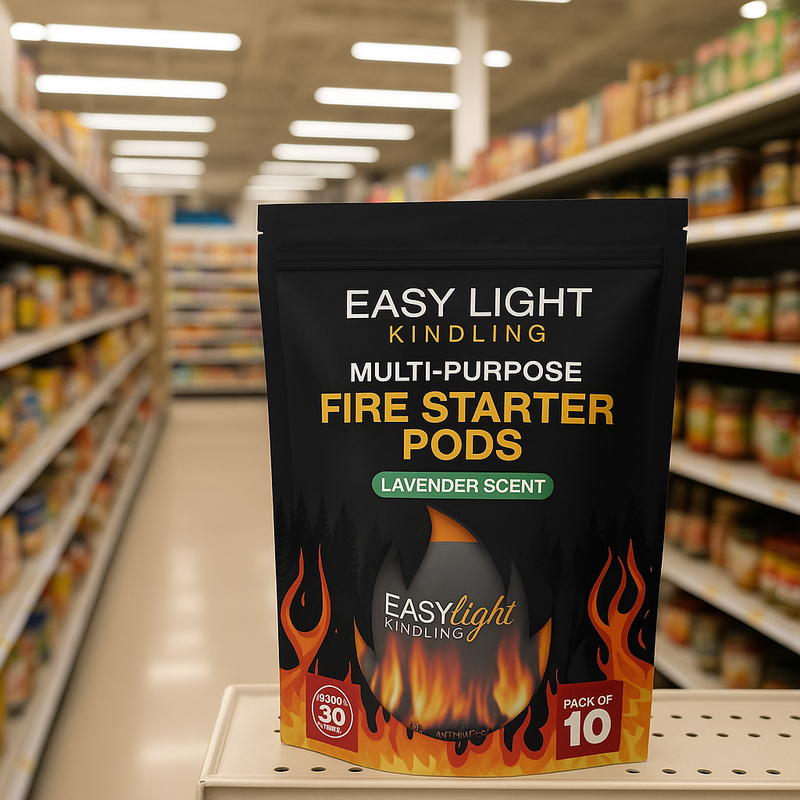 EASY LIGHT
KINDLING
MULTI-PURPOSE
FIRE STARTER
PODS
LAVENDER SCENT
EASYlight
KINDLING
30
PACK OF
10